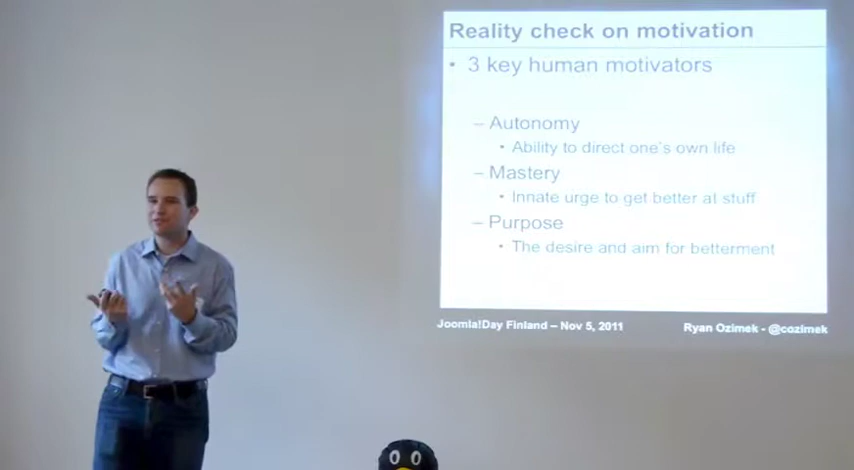 Reality check on motivation
• 3 key human motivators
– Autonomy
• Ability to direct one's own life
– Mastery
• Innate urge to get better at stuff
– Purpose
• The desire and aim for betterment
Joomla!Day Finland – Nov 5, 2011
Ryan Ozimek - @cozimek